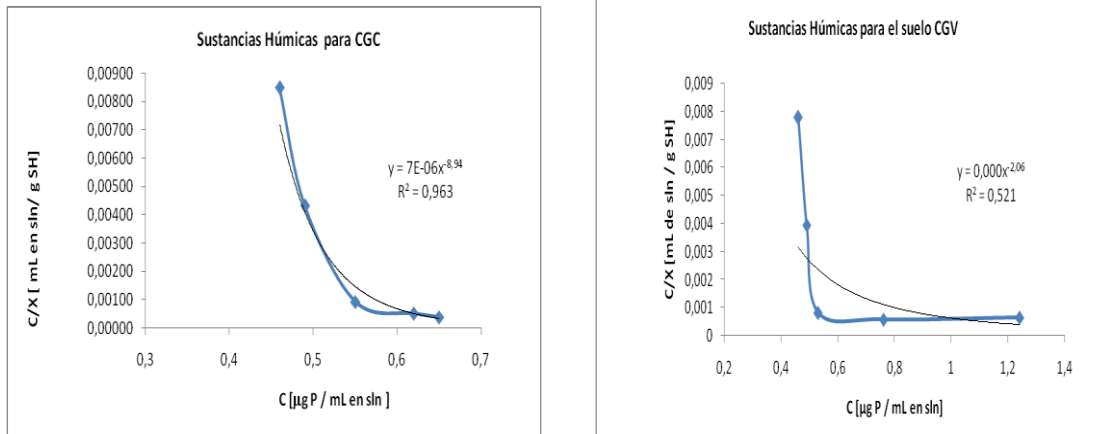 Sustancias Húmicas para CGC
C/X [ mL en sln/ g SH]
0,00900
0,00800
0,00700
0,00600
0,00500
0,00400
0,00300
0,00200
0,00100
0,00000
y = 7E-06x-8,94
R² = 0,963
0,3 0,4 0,5 0,6 0,7
C [µg P / mL en sln ]
Sustancias Húmicas para el suelo CGV
C/X [mL de sln / g SH]
0,009
0,008
0,007
0,006
0,005
0,004
0,003
0,002
0,001
0
y = 0,000x-2,06
R² = 0,521
0,2 0,4 0,6 0,8 1 1,2 1,4
C [µg P / mL en sln]